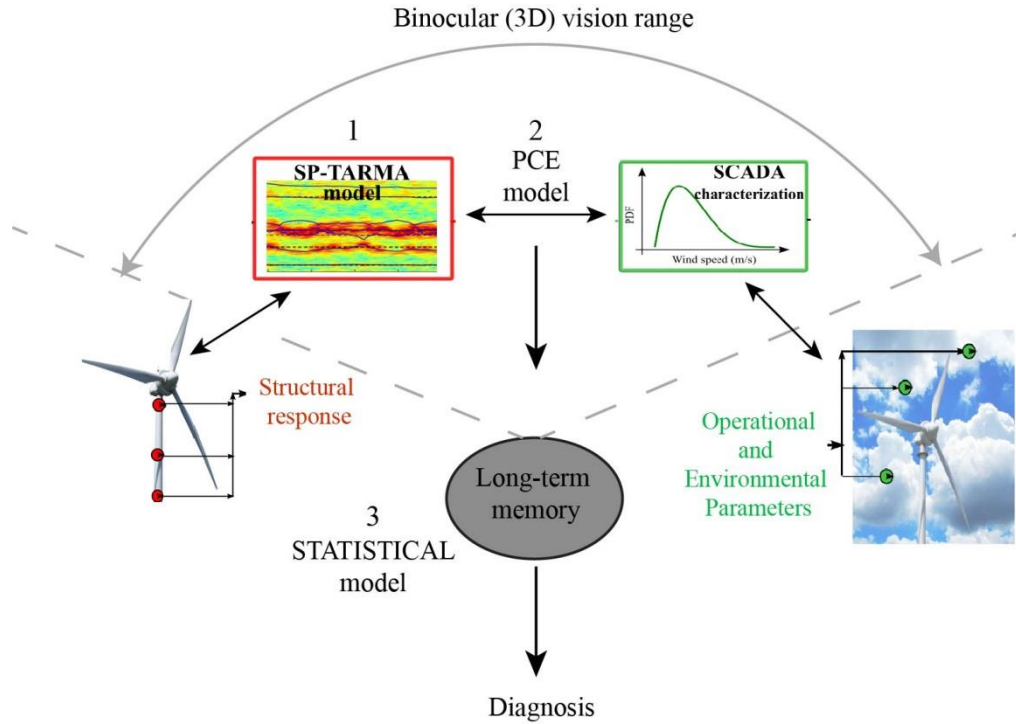 Binocular (3D) vision range
1
SP-TARMA
model
2
PCE
model
SCADA
characterization
PDF
Wind speed (m/s)
Structural
response
Operational
and
Environmental
Parameters
Long-term
memory
3
STATISTICAL
model
Diagnosis